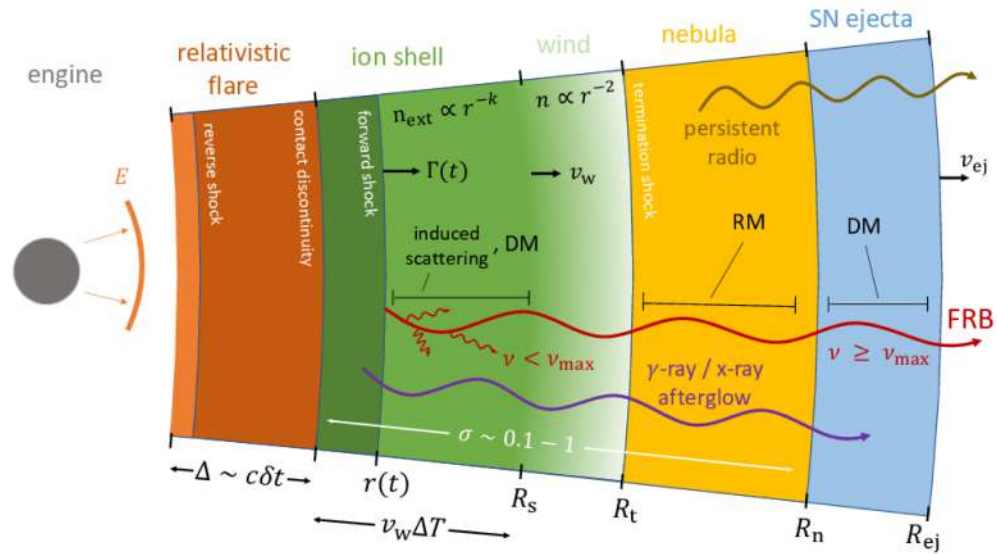 engine
relativistic
flare
ion shell
wind
nebula
SN ejecta
E
reverse shock
contact discontinuity
forward shock
n_ext ∝ r^{-k}
n ∝ r^{-2}
termination shock
persistent
radio
Γ(t)
v_w
v_ej
induced
scattering
, DM
RM
DM
FRB
ν < ν_max
ν ≥ ν_max
γ-ray / x-ray
afterglow
σ ~ 0.1 − 1
Δ ~ cδt
r(t)
R_s
R_t
R_n
R_ej
v_wΔT